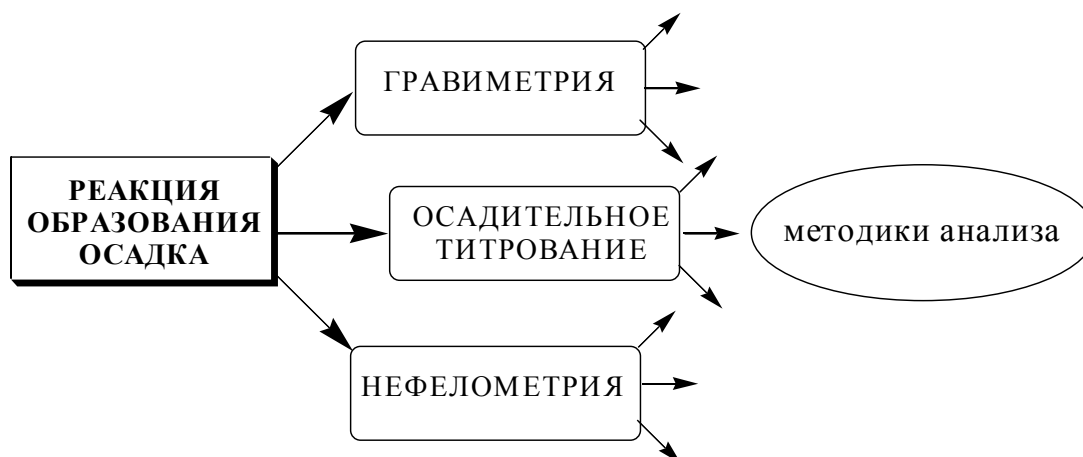 ГРАВИМЕТРИЯ
РЕАКЦИЯ
ОБРАЗОВАНИЯ
ОСАДКА
ОСАДИТЕЛЬНОЕ
ТИТРОВАНИЕ
методики анализа
НЕФЕЛОМЕТРИЯ